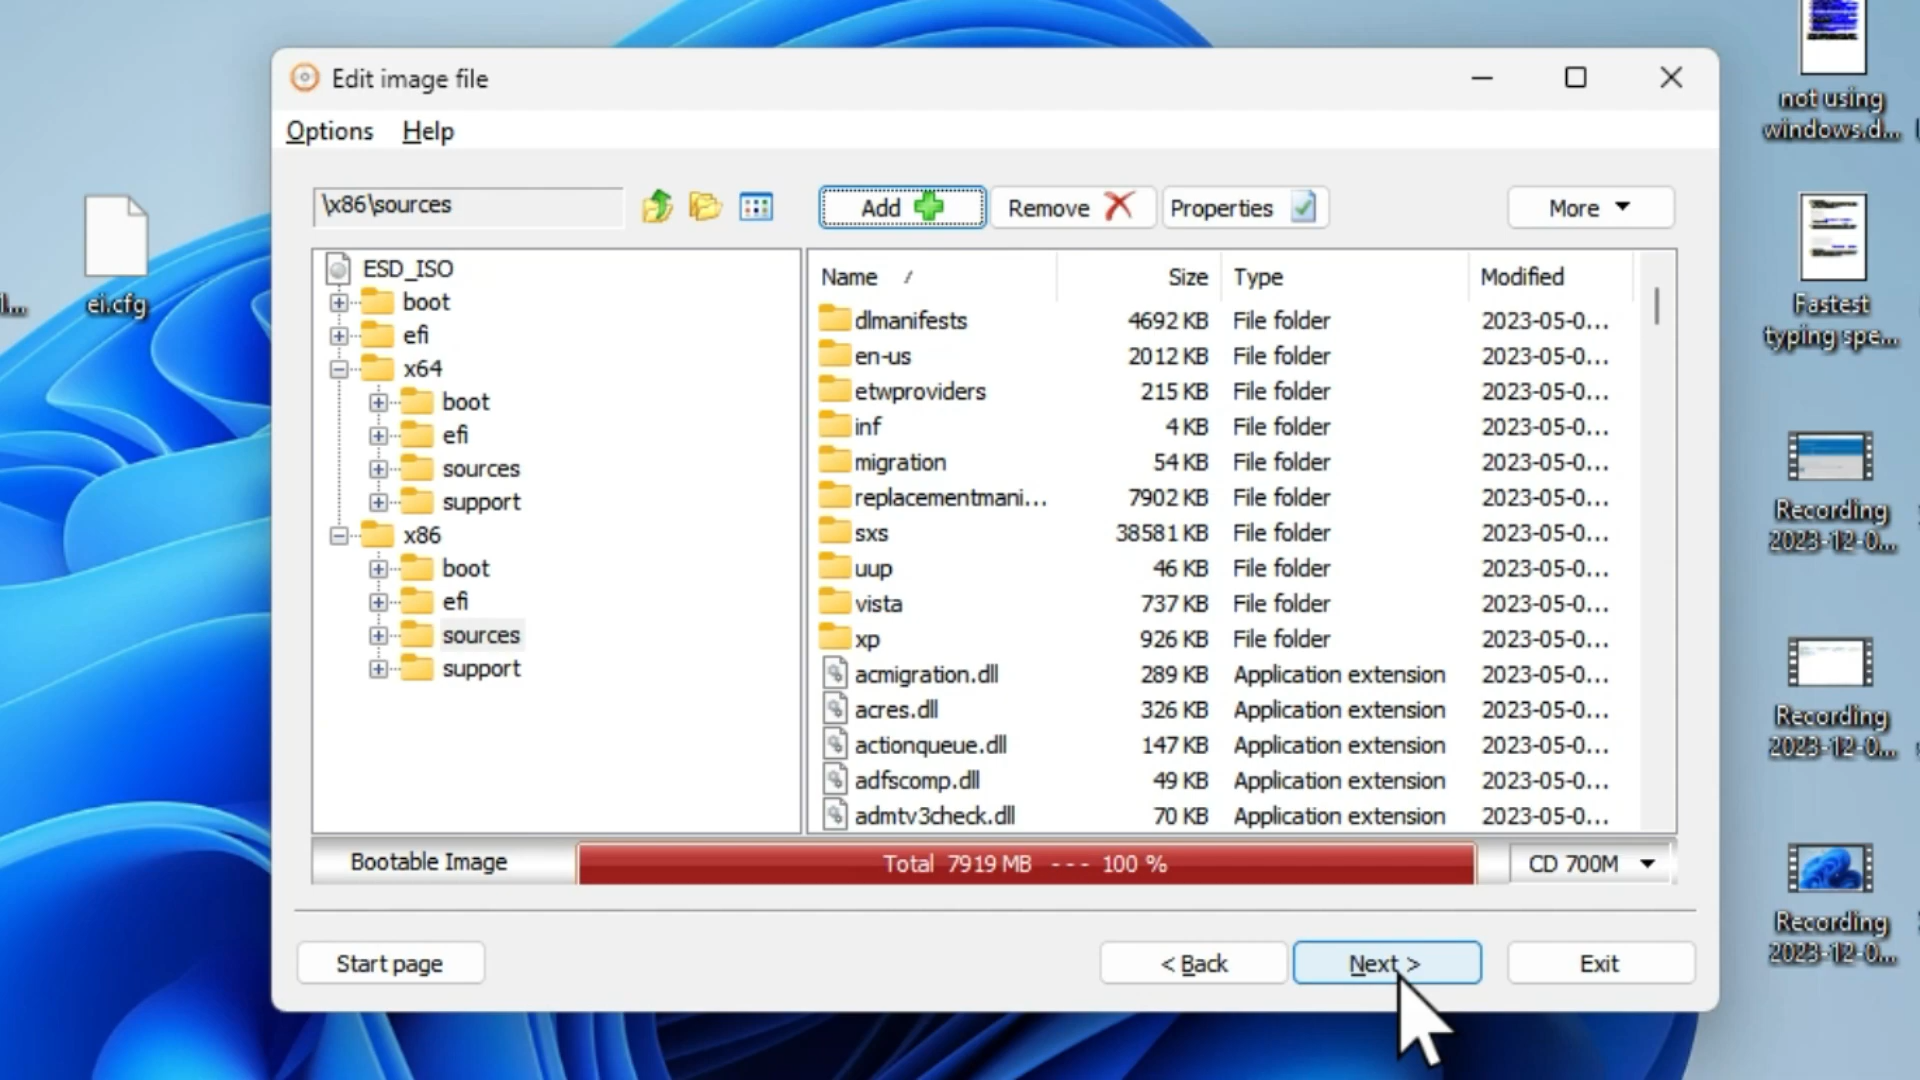 Edit image file
Options Help
\x86\sources
Add
Remove
Properties
More
ESD_ISO
boot
efi
x64
boot
efi
sources
support
x86
boot
efi
sources
support
Name / Size Type Modified
dlmanifests 4692 KB File folder 2023-05-0...
en-us 2012 KB File folder 2023-05-0...
etwproviders 215 KB File folder 2023-05-0...
inf 4 KB File folder 2023-05-0...
migration 54 KB File folder 2023-05-0...
replacementmani... 7902 KB File folder 2023-05-0...
sxs 38581 KB File folder 2023-05-0...
uup 46 KB File folder 2023-05-0...
vista 737 KB File folder 2023-05-0...
xp 926 KB File folder 2023-05-0...
acmigration.dll 289 KB Application extension 2023-05-0...
acres.dll 326 KB Application extension 2023-05-0...
actionqueue.dll 147 KB Application extension 2023-05-0...
adfscomp.dll 49 KB Application extension 2023-05-0...
admtv3check.dll 70 KB Application extension 2023-05-0...
Bootable Image
Total 7919 MB --- 100 %
CD 700M
Start page
< Back
Next >
Exit
ei.cfg
not using
windows.d...
Fastest
typing spe...
Recording
2023-12-0...
Recording
2023-12-0...
Recording
2023-12-0...